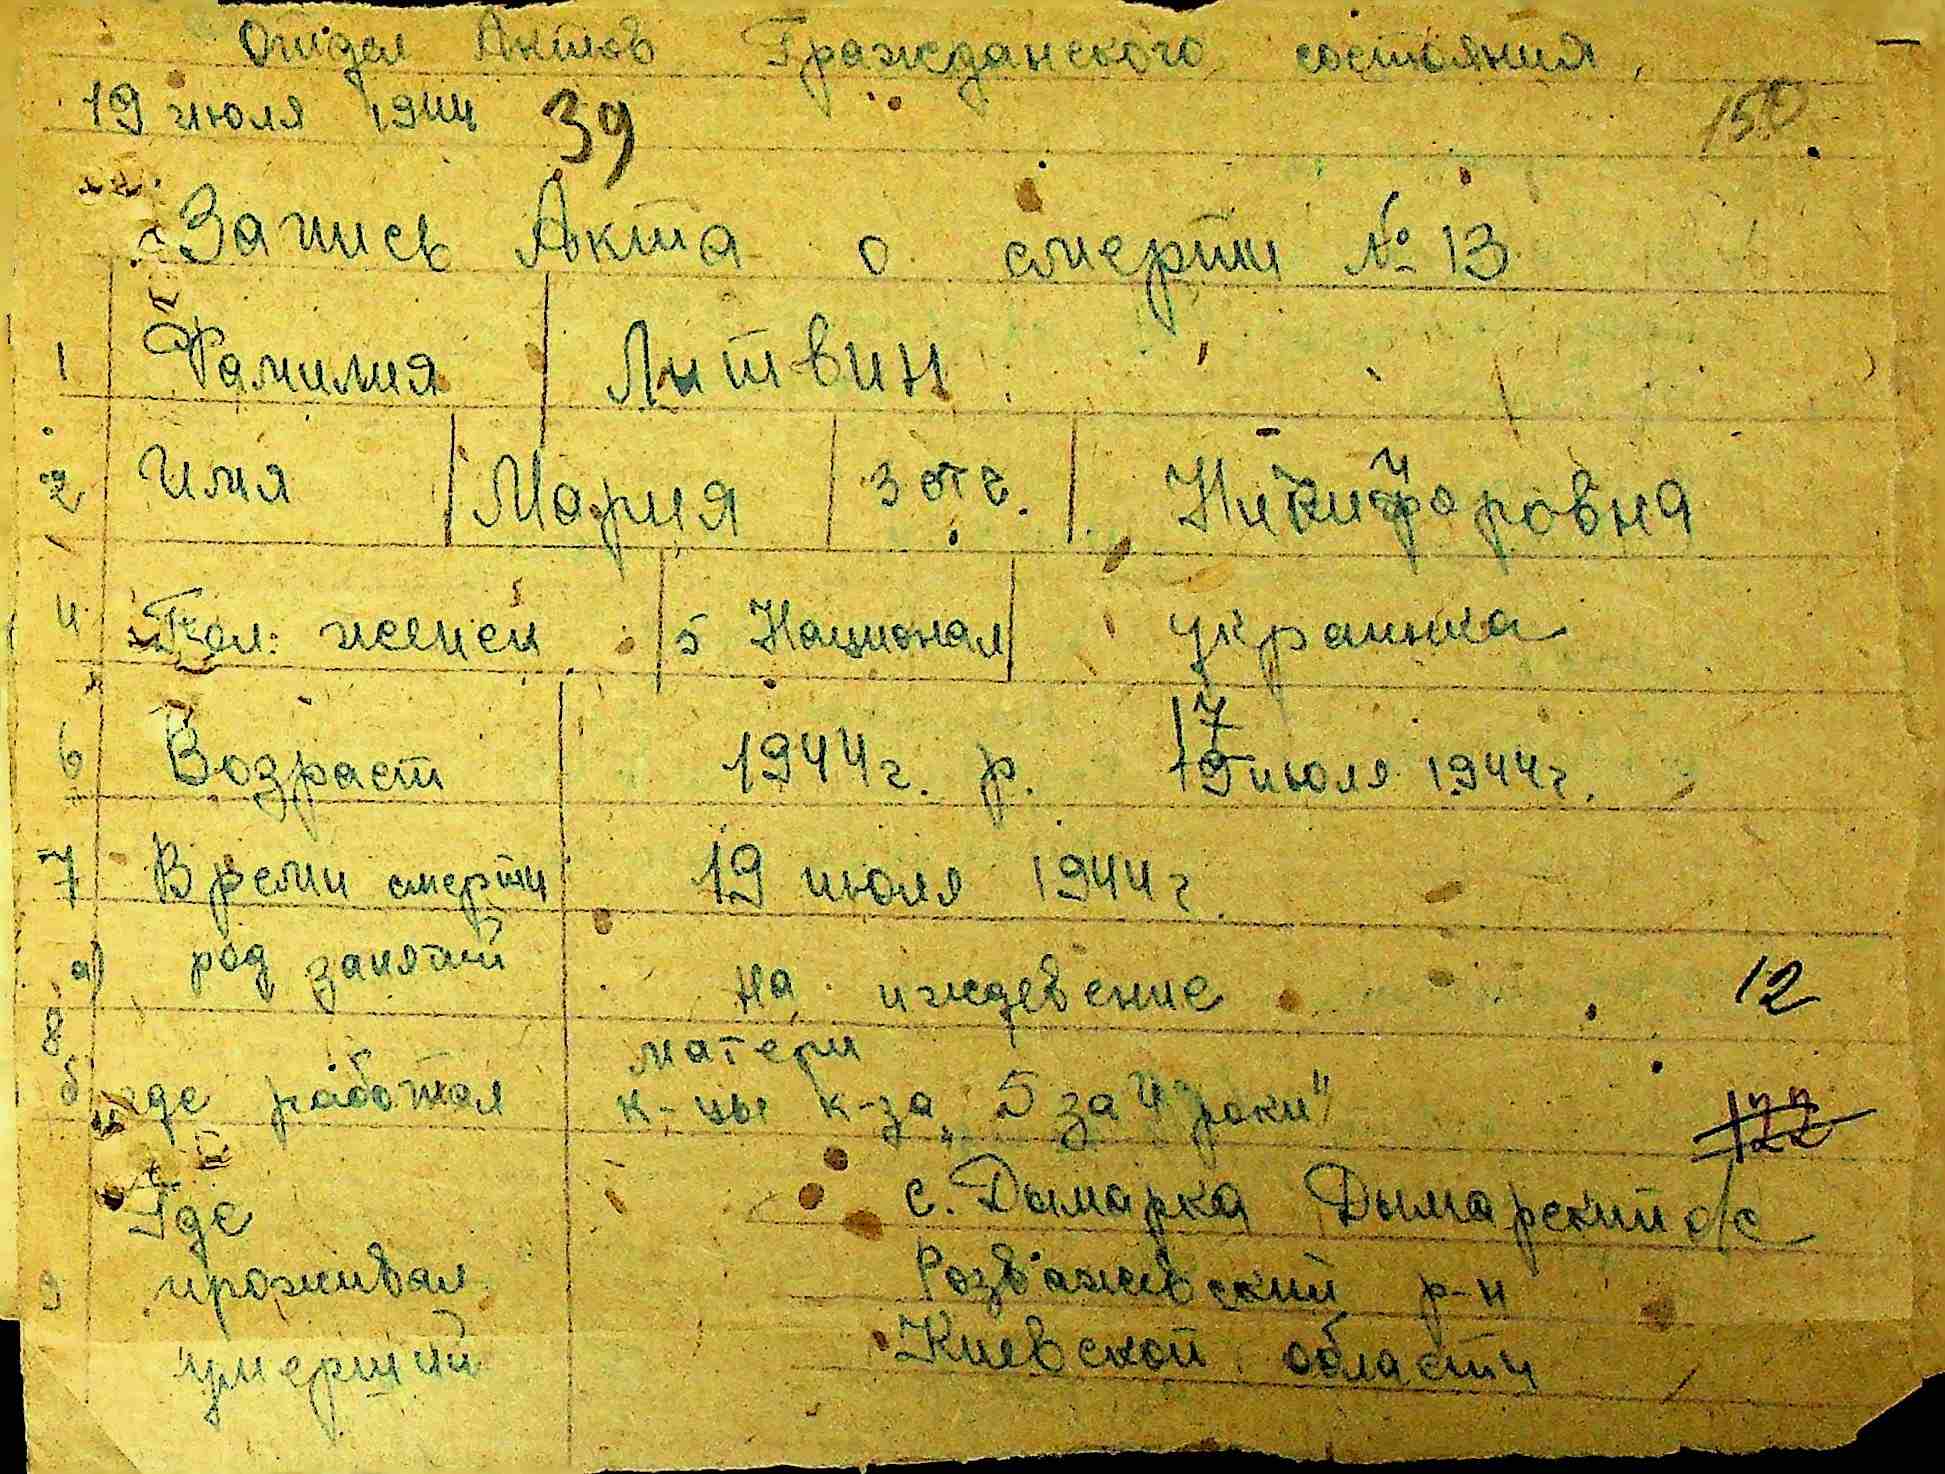 Отдел Актов Гражданского состояния,
19 июля 1944 39
150
Запись Акта о смерти № 13
1 Фамилия Литвин
2 Имя Мария 3 отч. Никифоровна
4 Пол: женск 5 Национал украинка
6 Возраст 1944 г. р. 17 июля 1944 г.
7 Время смерти 19 июля 1944 г.
8 а) род занятий на иждевение 12
матери
б где работал к-цы к-за „5 за 4 роки" 122
Где с. Дымарка Дымарский с/с
9 проживал Розважевский р-н
умерший Киевской области